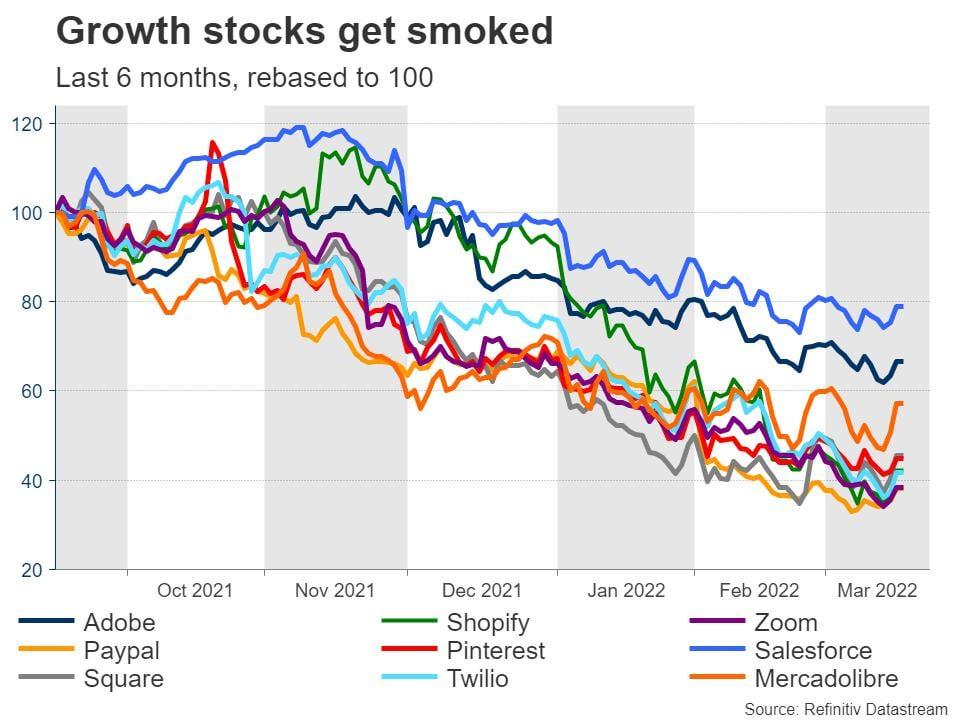 Growth stocks get smoked
Last 6 months, rebased to 100
120
100
80
60
40
20
Oct 2021 Nov 2021 Dec 2021 Jan 2022 Feb 2022 Mar 2022
Adobe Shopify Zoom
Paypal Pinterest Salesforce
Square Twilio Mercadolibre
Source: Refinitiv Datastream